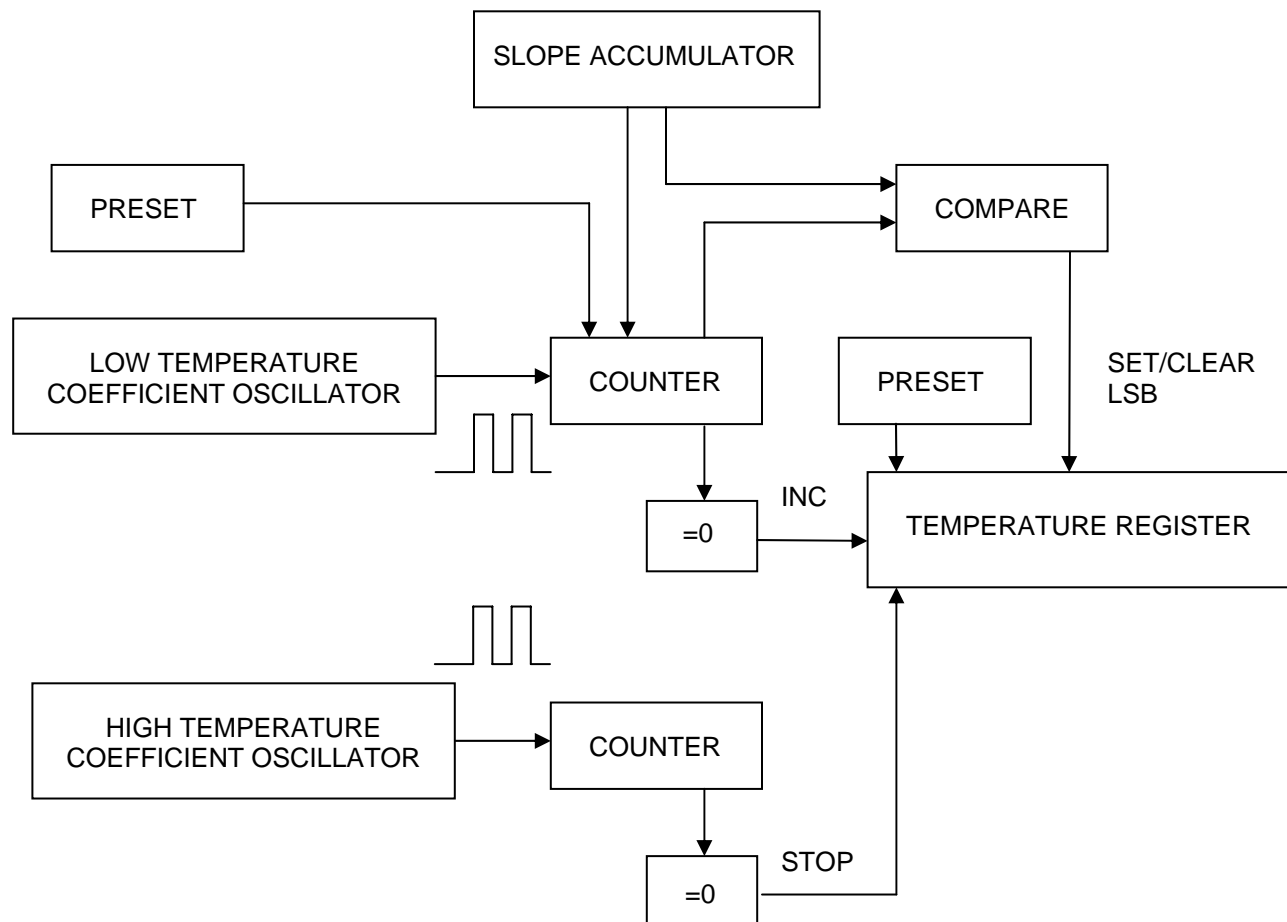 SLOPE ACCUMULATOR
PRESET
COMPARE
LOW TEMPERATURE
COEFFICIENT OSCILLATOR
COUNTER
PRESET
SET/CLEAR
LSB
INC
=0
TEMPERATURE REGISTER
HIGH TEMPERATURE
COEFFICIENT OSCILLATOR
COUNTER
STOP
=0